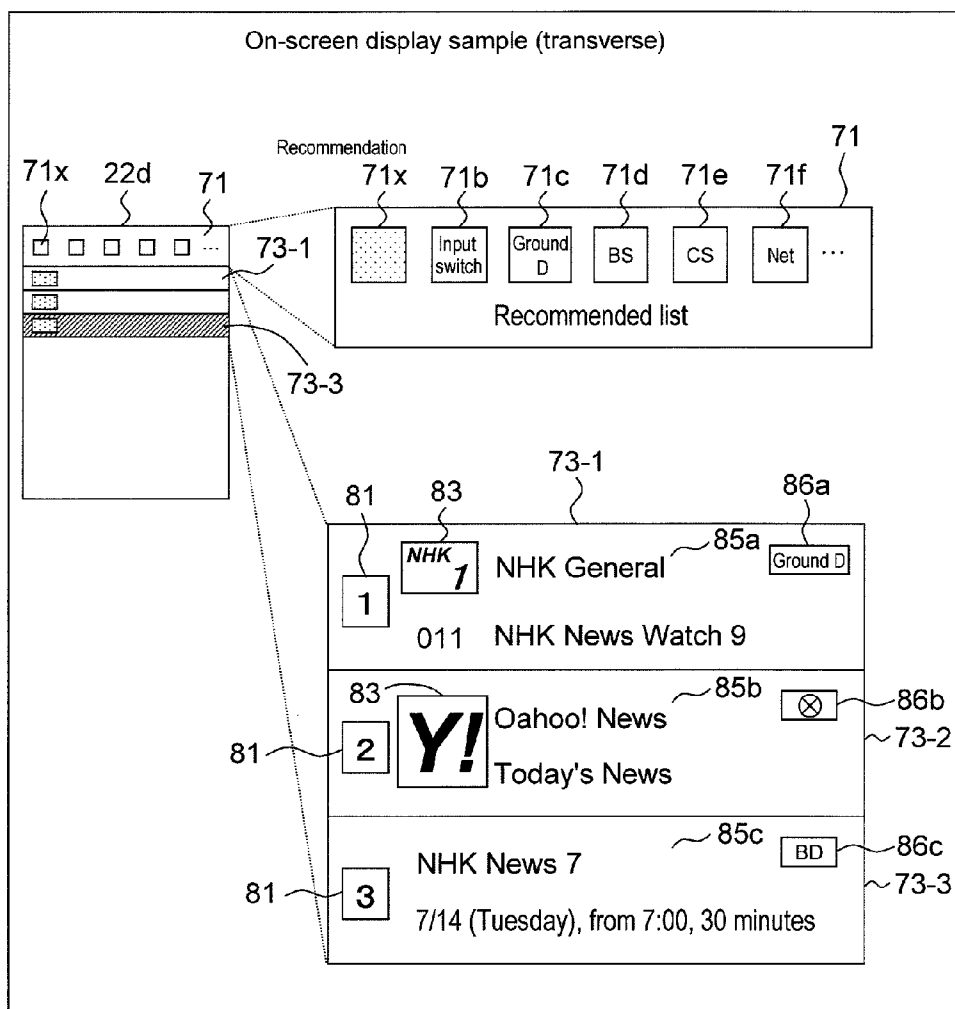 On-screen display sample (transverse)
Recommendation
71x 22d 71
71x 71b 71c 71d 71e 71f 71
Input switch
Ground D
BS
CS
Net
...
Recommended list
...
73-1
73-3
73-1
81 83 85a 86a
1
NHK 1
NHK General
Ground D
011 NHK News Watch 9
83 85b 86b
81
2
Y!
Oahoo! News
73-2
Today's News
85c 86c
81
3
NHK News 7
BD
73-3
7/14 (Tuesday), from 7:00, 30 minutes